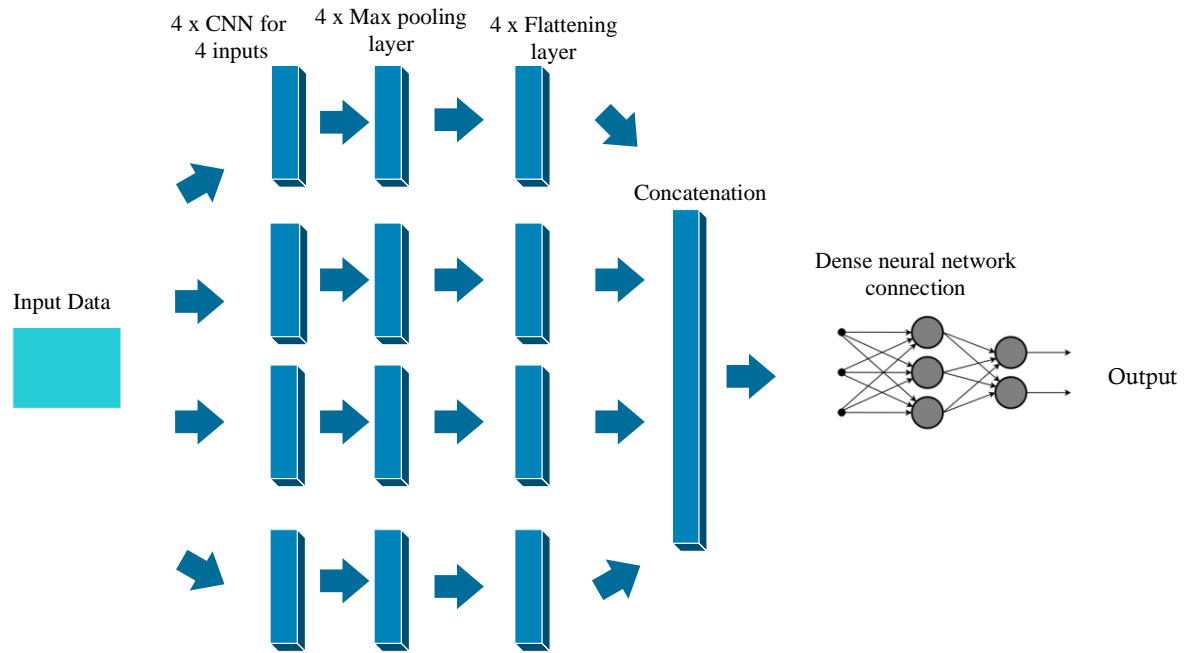 4 x CNN for
4 inputs
4 x Max pooling
layer
4 x Flattening
layer
Concatenation
Dense neural network
connection
Input Data
Output